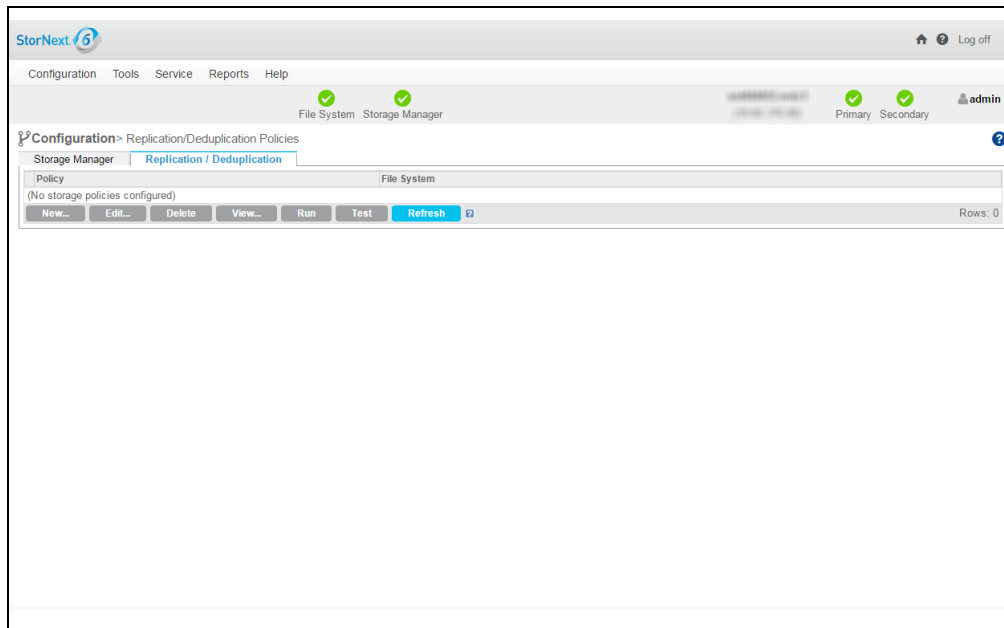 StorNext. 6
Log off
Configuration Tools Service Reports Help
File System Storage Manager Primary Secondary admin
Configuration> Replication/Deduplication Policies
Storage Manager Replication / Deduplication
Policy File System
(No storage policies configured)
New... Edit... Delete View... Run Test Refresh Rows: 0